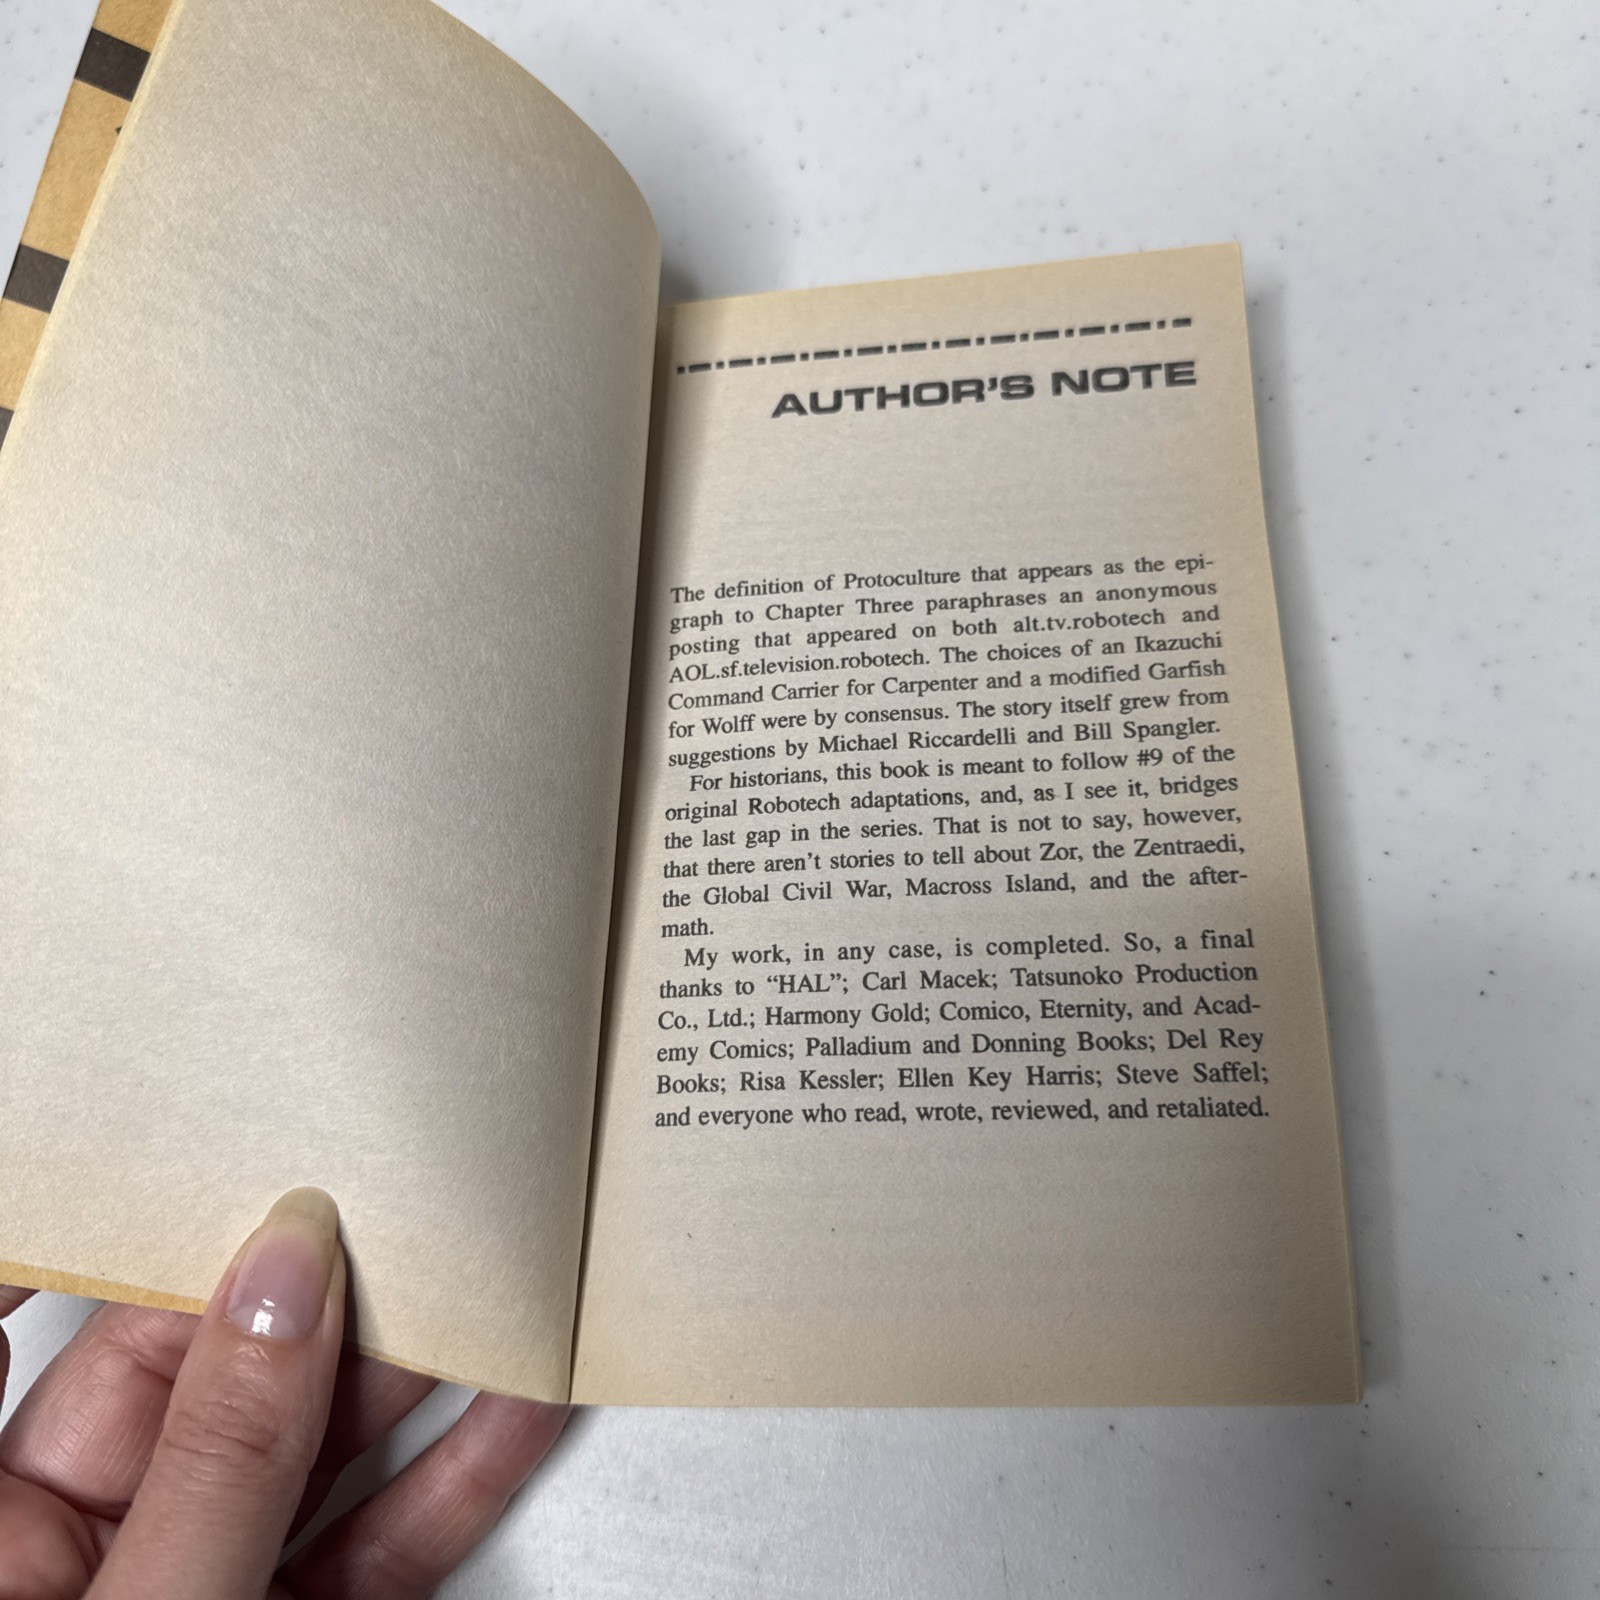 AUTHOR'S NOTE
The definition of Protoculture that appears as the epi-
graph to Chapter Three paraphrases an anonymous
posting that appeared on both alt.tv.robotech and
AOL.sf.television.robotech. The choices of an Ikazuchi
Command Carrier for Carpenter and a modified Garfish
for Wolff were by consensus. The story itself grew from
suggestions by Michael Riccardelli and Bill Spangler.
For historians, this book is meant to follow #9 of the
original Robotech adaptations, and, as I see it, bridges
the last gap in the series. That is not to say, however,
that there aren't stories to tell about Zor, the Zentraedi,
the Global Civil War, Macross Island, and the after-
math.
My work, in any case, is completed. So, a final
thanks to “HAL”; Carl Macek; Tatsunoko Production
Co., Ltd.; Harmony Gold; Comico, Eternity, and Acad-
emy Comics; Palladium and Donning Books; Del Rey
Books; Risa Kessler; Ellen Key Harris; Steve Saffel;
and everyone who read, wrote, reviewed, and retaliated.